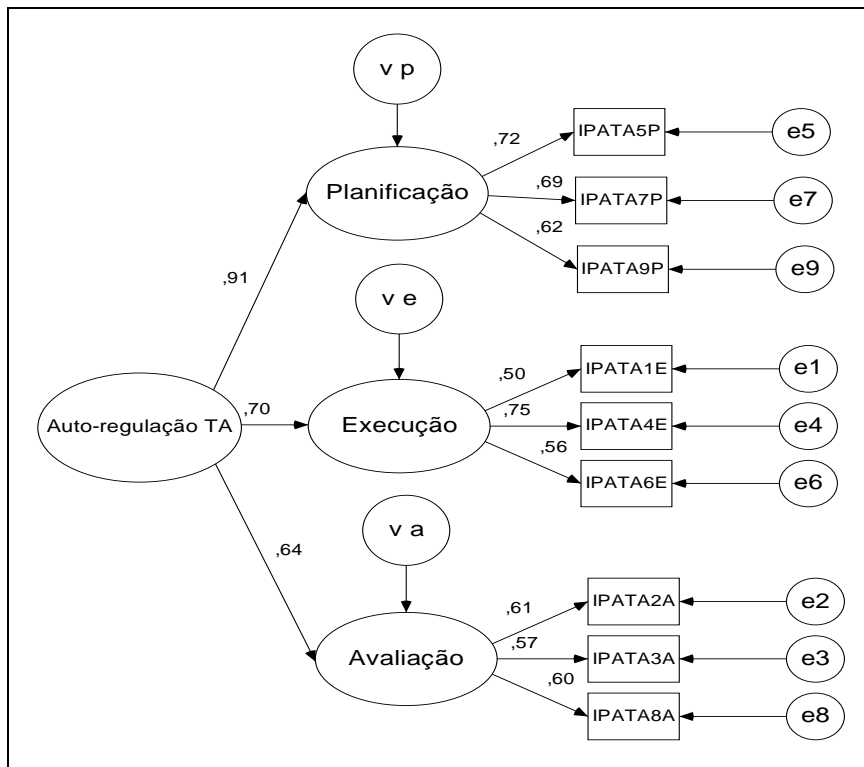 v p
,72
IPATA5P
e5
Planificação
,69
IPATA7P
e7
,62
IPATA9P
e9
,91
v e
,50
IPATA1E
e1
Auto-regulação TA
,70
Execução
,75
IPATA4E
e4
,56
IPATA6E
e6
v a
,64
,61
IPATA2A
e2
Avaliação
,57
IPATA3A
e3
,60
IPATA8A
e8